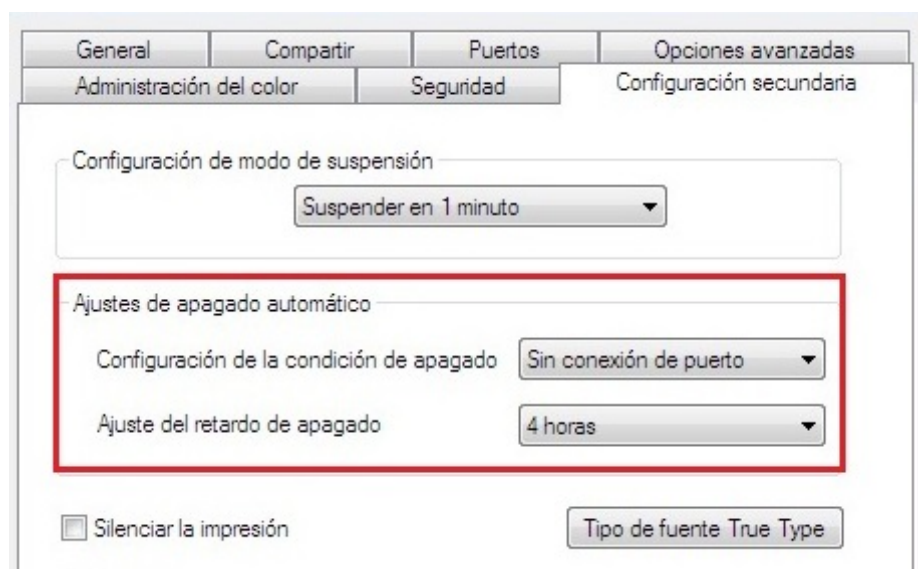 General Compartir Puertos Opciones avanzadas
Administración del color Seguridad Configuración secundaria
Configuración de modo de suspensión
Suspender en 1 minuto
Ajustes de apagado automático
Configuración de la condición de apagado Sin conexión de puerto
Ajuste del retardo de apagado 4 horas
Silenciar la impresión Tipo de fuente True Type